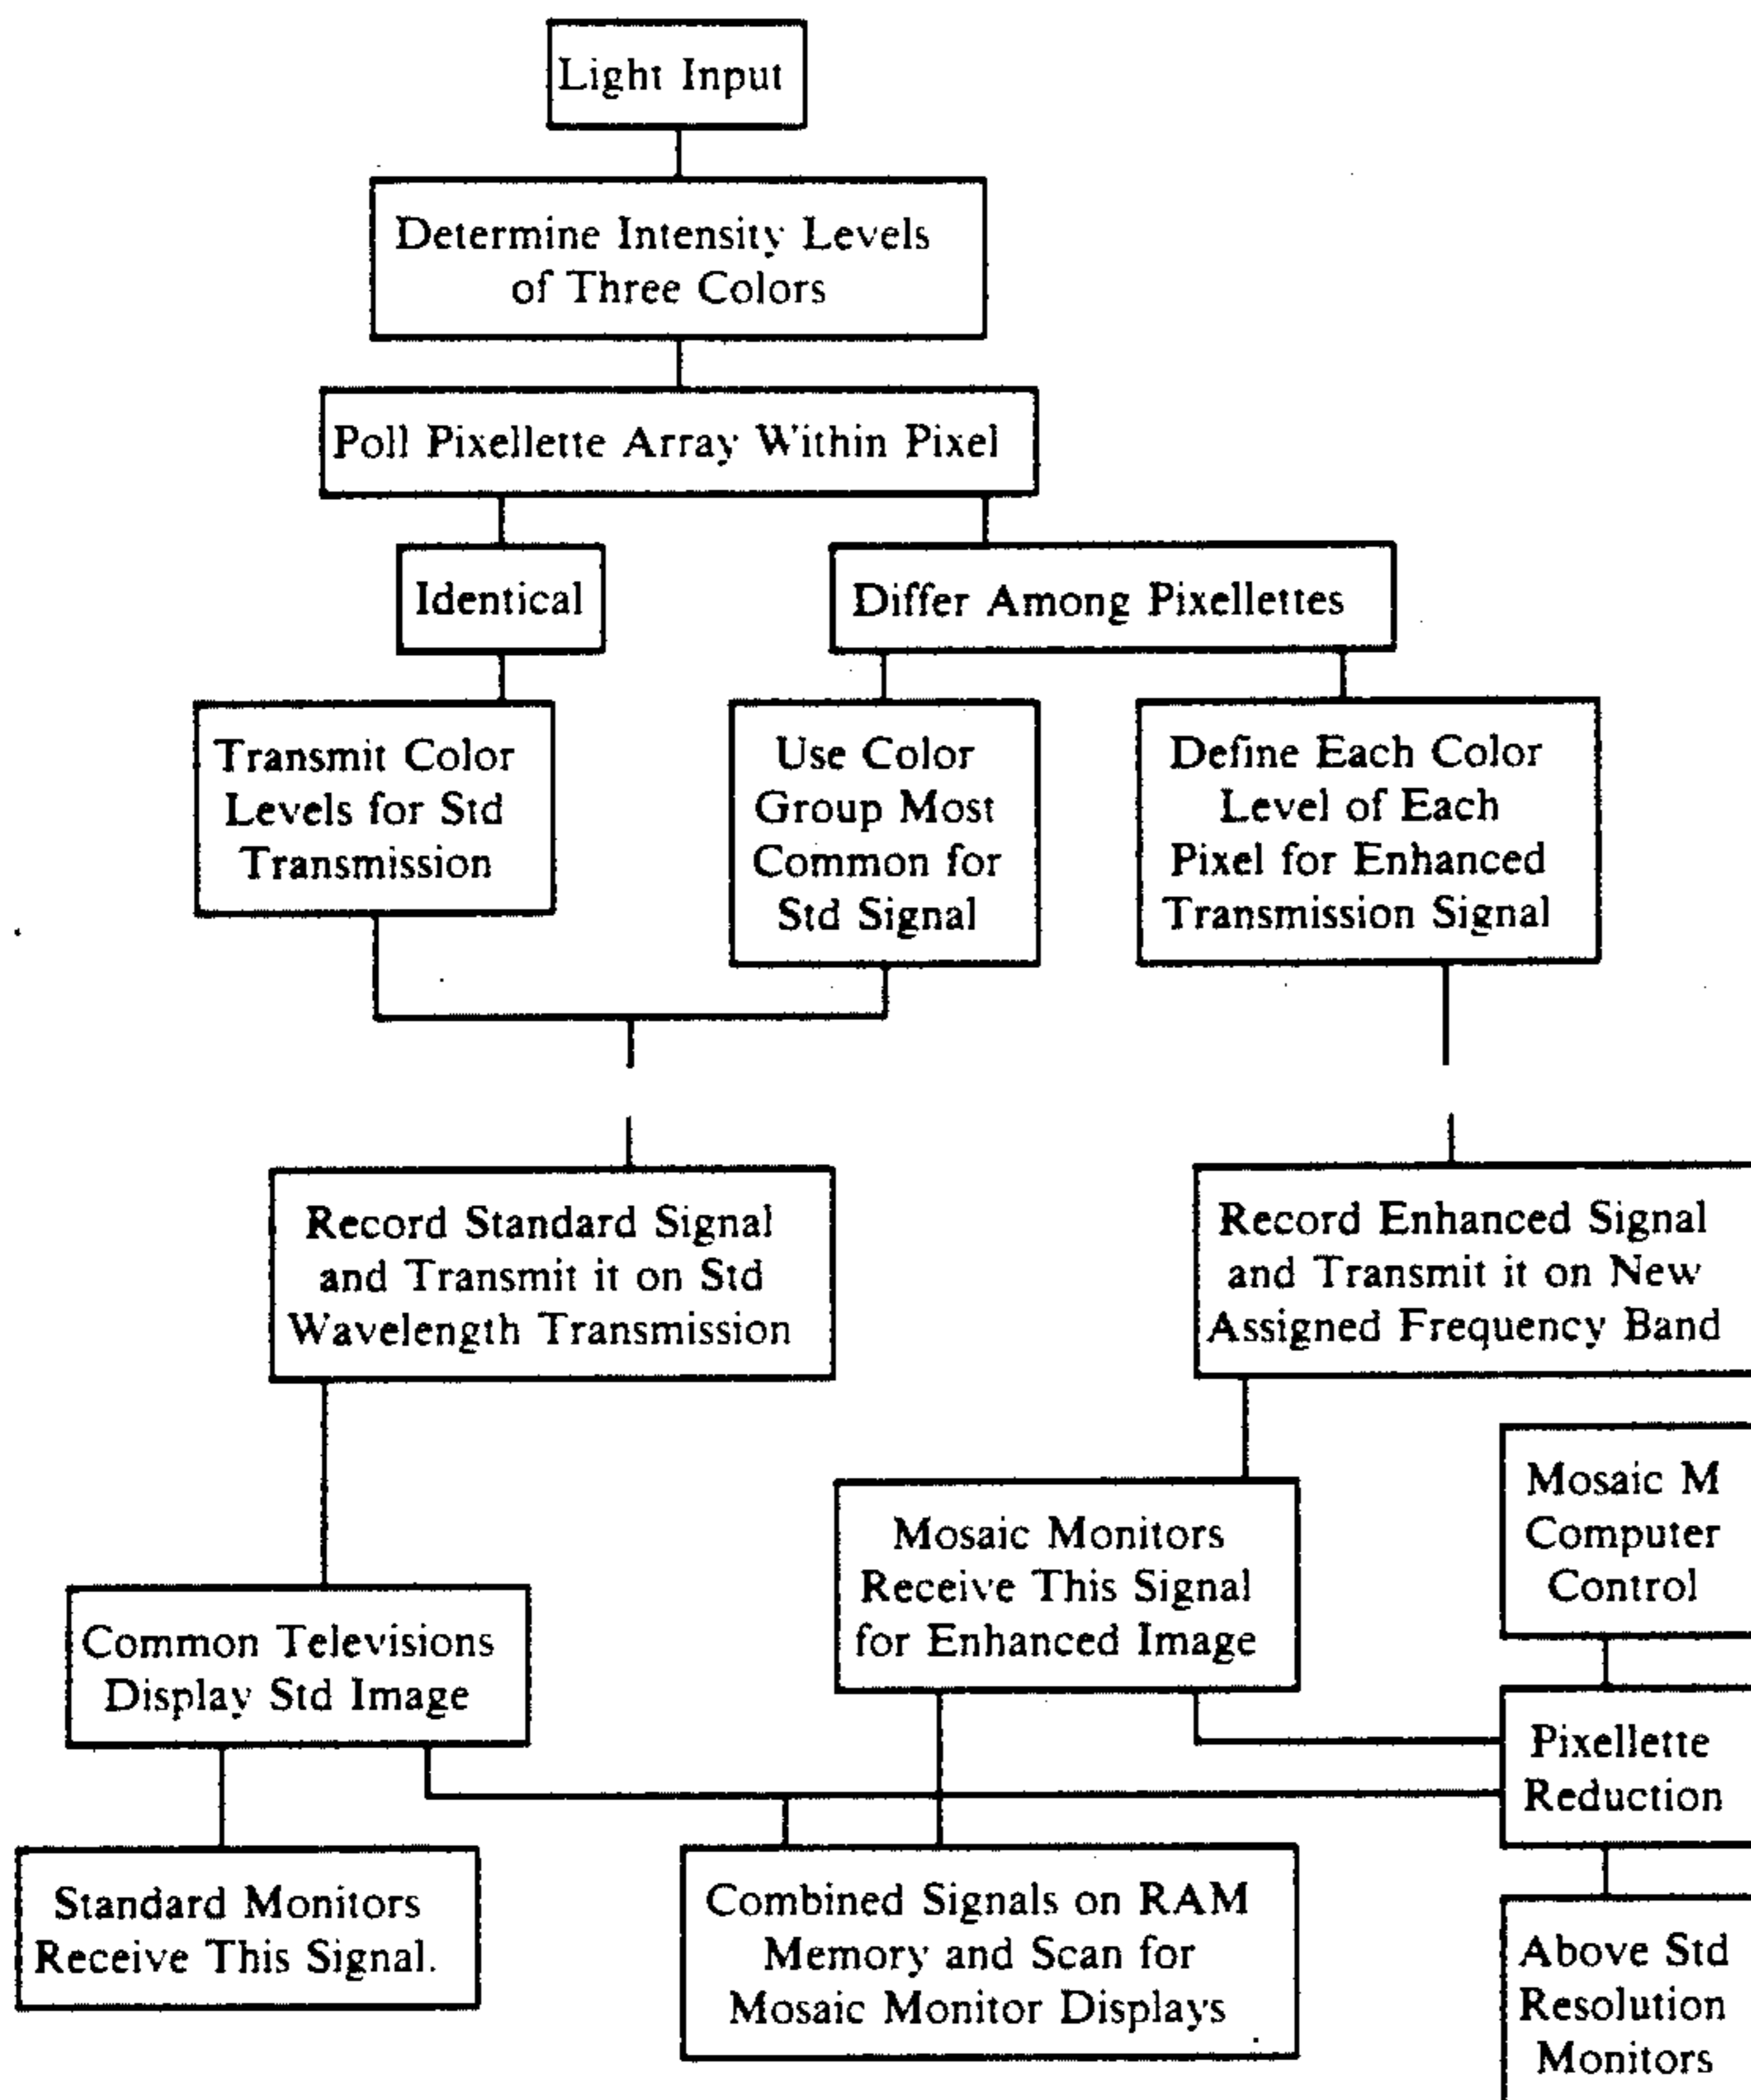 Light Input
Determine Intensity Levels
of Three Colors
Poll Pixellette Array Within Pixel
Identical
Differ Among Pixellettes
Transmit Color
Levels for Std
Transmission
Use Color
Group Most
Common for
Std Signal
Define Each Color
Level of Each
Pixel for Enhanced
Transmission Signal
Record Standard Signal
and Transmit it on Std
Wavelength Transmission
Record Enhanced Signal
and Transmit it on New
Assigned Frequency Band
Common Televisions
Display Std Image
Mosaic Monitors
Receive This Signal
for Enhanced Image
Mosaic M
Computer
Control
Pixellette
Reduction
Standard Monitors
Receive This Signal.
Combined Signals on RAM
Memory and Scan for
Mosaic Monitor Displays
Above Std
Resolution
Monitors